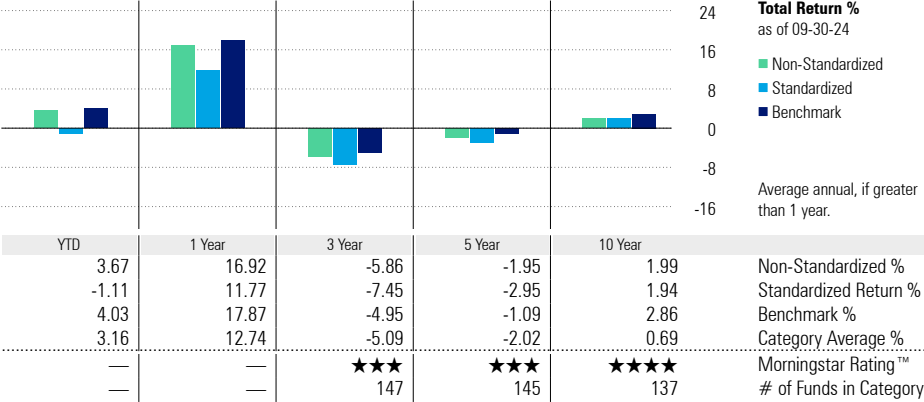 24
16
8
0
-8
-16
Total Return %
as of 09-30-24
Non-Standardized
Standardized
Benchmark
Average annual, if greater
than 1 year.
YTD 1 Year 3 Year 5 Year 10 Year
3.67 16.92 -5.86 -1.95 1.99 Non-Standardized %
-1.11 11.77 -7.45 -2.95 1.94 Standardized Return %
4.03 17.87 -4.95 -1.09 2.86 Benchmark %
3.16 12.74 -5.09 -2.02 0.69 Category Average %
— — ★★★ ★★★ ★★★★ Morningstar Rating™
— — 147 145 137 # of Funds in Category